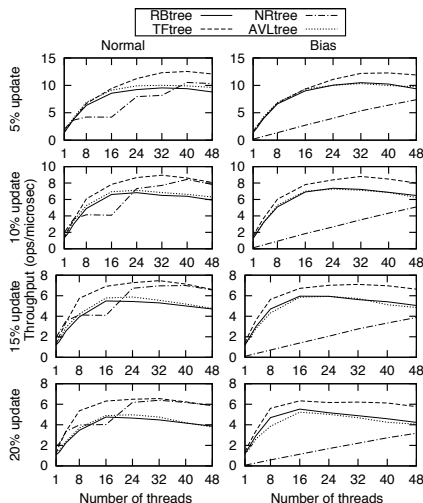 RBtree NRtree
TFtree AVLtree
Normal Bias
5% update
15
10
5
0
1 8 16 24 32 40 48
15
10
5
0
1 8 16 24 32 40 48
10% update
10
8
6
4
2
0
1 8 16 24 32 40 48
10
8
6
4
2
0
1 8 16 24 32 40 48
Throughput (ops/microsec)
15% update
8
6
4
2
0
1 8 16 24 32 40 48
8
6
4
2
0
1 8 16 24 32 40 48
20% update
8
6
4
2
0
1 8 16 24 32 40 48
8
6
4
2
0
1 8 16 24 32 40 48
Number of threads Number of threads